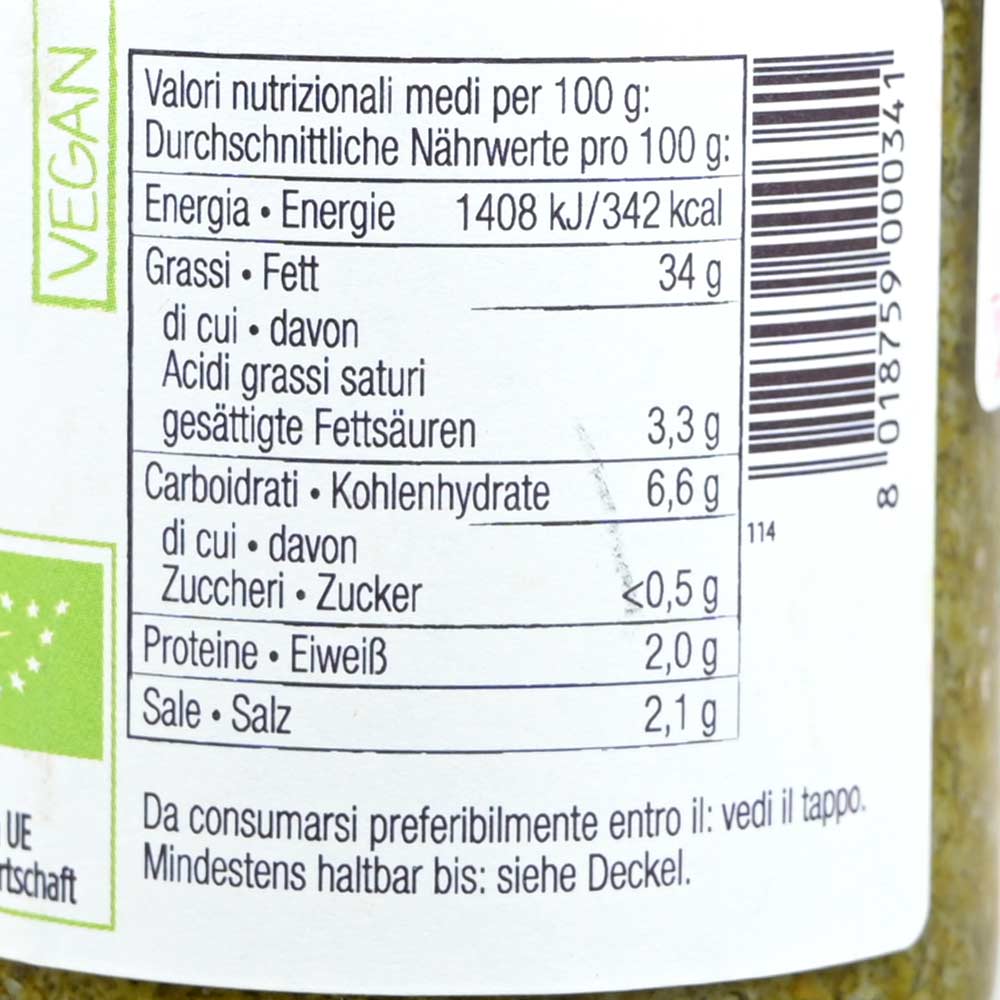 VEGAN
Valori nutrizionali medi per 100 g:
Durchschnittliche Nährwerte pro 100 g:
Energia • Energie 1408 kJ/342 kcal
Grassi • Fett 34 g
di cui • davon
Acidi grassi saturi
gesättigte Fettsäuren 3,3 g
Carboidrati • Kohlenhydrate 6,6 g
di cui • davon
Zuccheri • Zucker <0,5 g
Proteine • Eiweiß 2,0 g
Sale • Salz 2,1 g
Da consumarsi preferibilmente entro il: vedi il tappo.
Mindestens haltbar bis: siehe Deckel.
8 018759 000341
114
UE
rtschaft